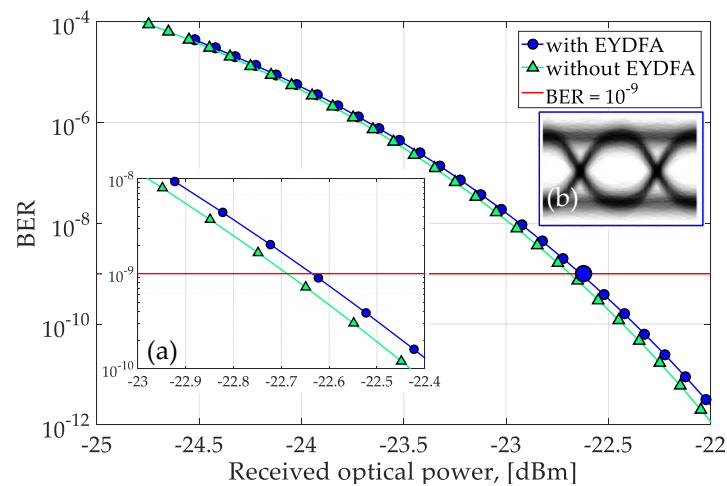 10⁻⁴
10⁻⁶
10⁻⁸
10⁻¹⁰
10⁻¹²
BER
with EYDFA
without EYDFA
BER = 10⁻⁹
(b)
10⁻⁸
10⁻⁹
10⁻¹⁰
(a)
-23 -22.9 -22.8 -22.7 -22.6 -22.5 -22.4
-25 -24.5 -24 -23.5 -23 -22.5 -22
Received optical power, [dBm]